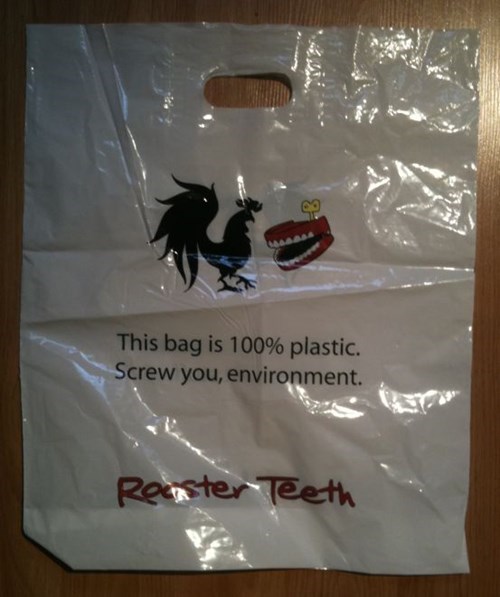 This bag is 100% plastic.
Screw you, environment.
Rooster Teeth